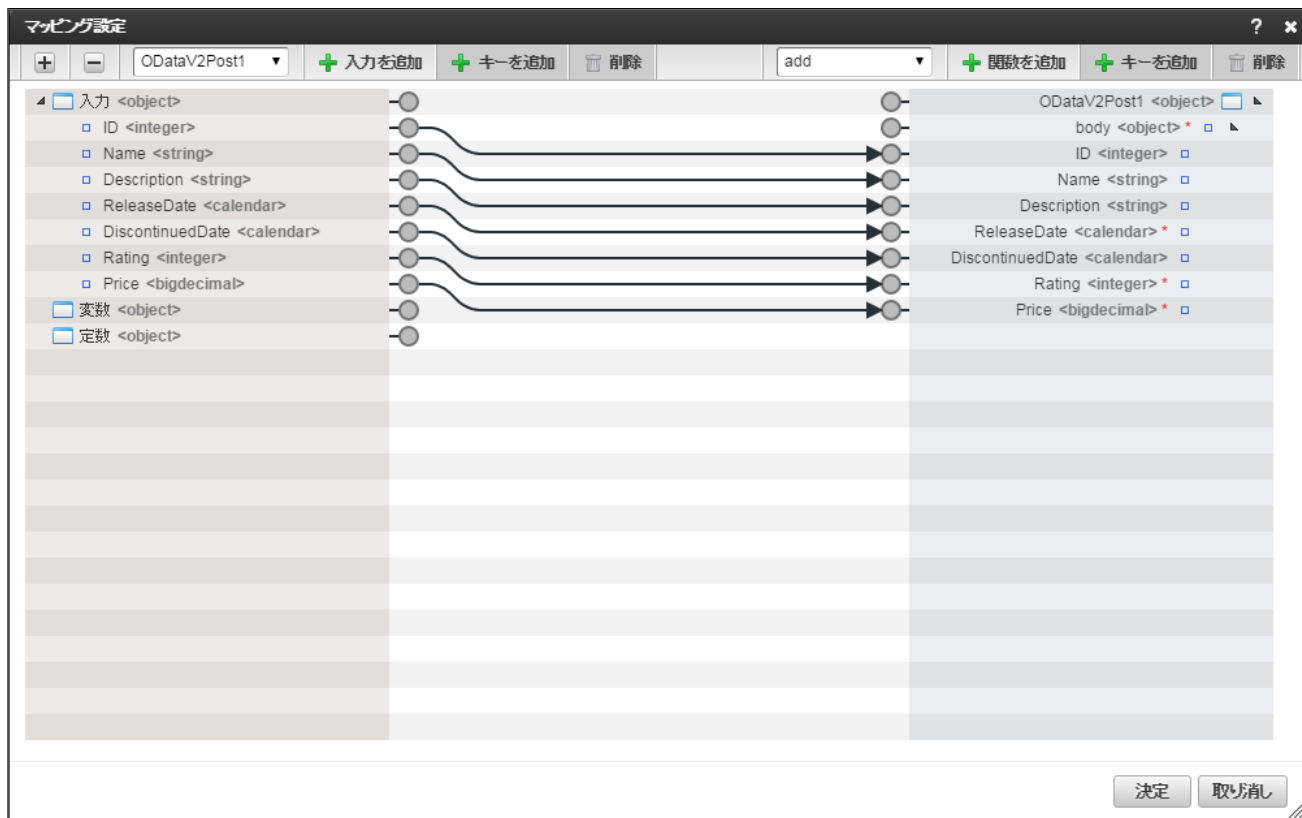 マッピング設定 ? ×
+ − ODataV2Post1 ▼ 入力を追加 キーを追加 削除 add ▼ 関数を追加 キーを追加 削除
入力 <object> ODataV2Post1 <object>
ID <integer> body <object> *
Name <string> ID <integer>
Description <string> Name <string>
ReleaseDate <calendar> Description <string>
DiscontinuedDate <calendar> ReleaseDate <calendar> *
Rating <integer> DiscontinuedDate <calendar>
Price <bigdecimal> Rating <integer> *
変数 <object> Price <bigdecimal> *
定数 <object>
決定 取り消し